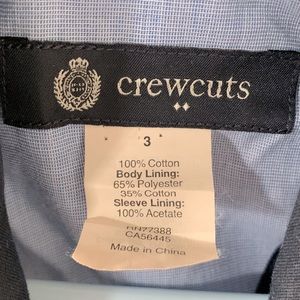 crewcuts
3
100% Cotton
Body Lining:
65% Polyester
35% Cotton
Sleeve Lining:
100% Acetate
RN77388
CA56445
Made in China